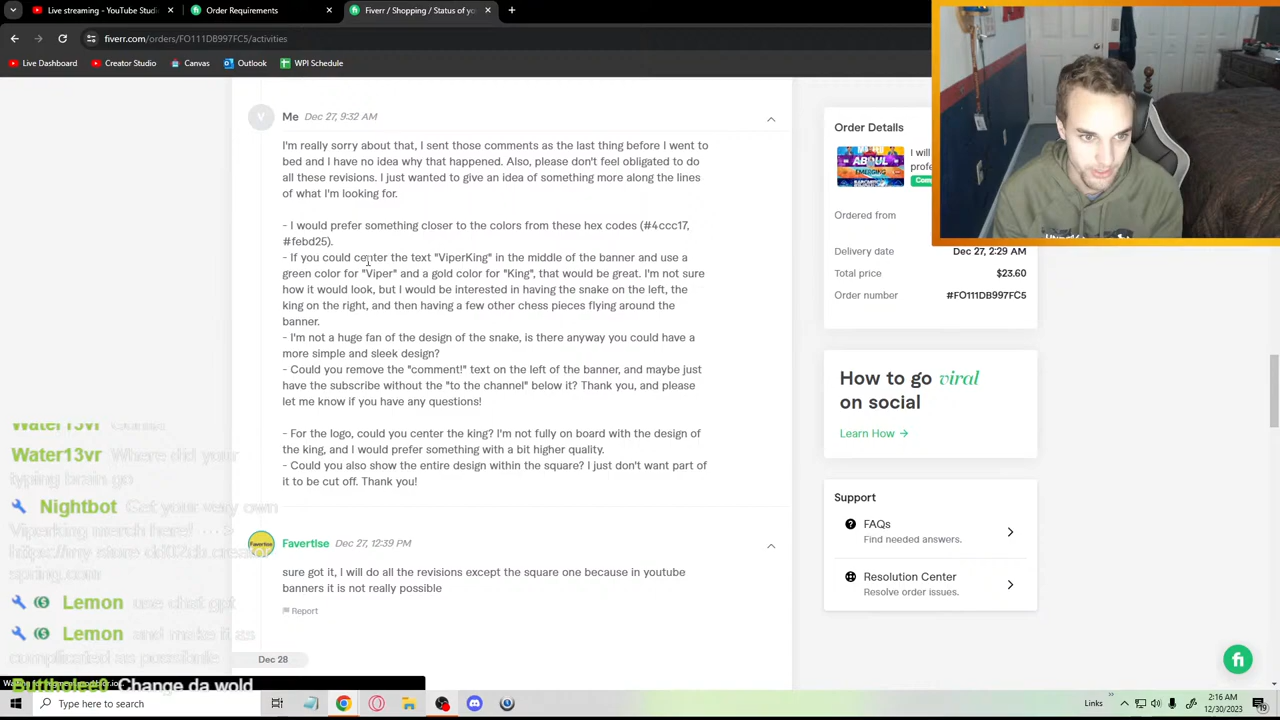 Live streaming - YouTube Studio
Order Requirements
Fiverr / Shopping / Status of yo
fiverr.com/orders/FO111DB997FC5/activities
Live Dashboard
Creator Studio
Canvas
Outlook
WPI Schedule
V
Me Dec 27, 9:32 AM
I'm really sorry about that, I sent those comments as the last thing before I went to
bed and I have no idea why that happened. Also, please don't feel obligated to do
all these revisions. I just wanted to give an idea of something more along the lines
of what I'm looking for.
- I would prefer something closer to the colors from these hex codes (#4ccc17,
#febd25).
- If you could center the text "ViperKing" in the middle of the banner and use a
green color for "Viper" and a gold color for "King", that would be great. I'm not sure
how it would look, but I would be interested in having the snake on the left, the
king on the right, and then having a few other chess pieces flying around the
banner.
- I'm not a huge fan of the design of the snake, is there anyway you could have a
more simple and sleek design?
- Could you remove the "comment!" text on the left of the banner, and maybe just
have the subscribe without the "to the channel" below it? Thank you, and please
let me know if you have any questions!
- For the logo, could you center the king? I'm not fully on board with the design of
the king, and I would prefer something with a bit higher quality.
- Could you also show the entire design within the square? I just don't want part of
it to be cut off. Thank you!
Favertise Dec 27, 12:39 PM
sure got it, I will do all the revisions except the square one because in youtube
banners it is not really possible
Report
Dec 28
Order Details
ABDUL
EMERGING
I will
profe
Com
Ordered from
Delivery date Dec 27, 2:29 AM
Total price $23.60
Order number #FO111DB997FC5
How to go viral
on social
Learn How →
Support
FAQs
Find needed answers.
Resolution Center
Resolve order issues.
fi
Water13vr
Water13vr Where did your
typing brain go
Nightbot Get your very own
Viperking merch here!
Lemon use chat gpt
Lemon and make it as
complicated as possible
Buttholee0 Change da wold
Type here to search
Links
2:16 AM
12/30/2023
19